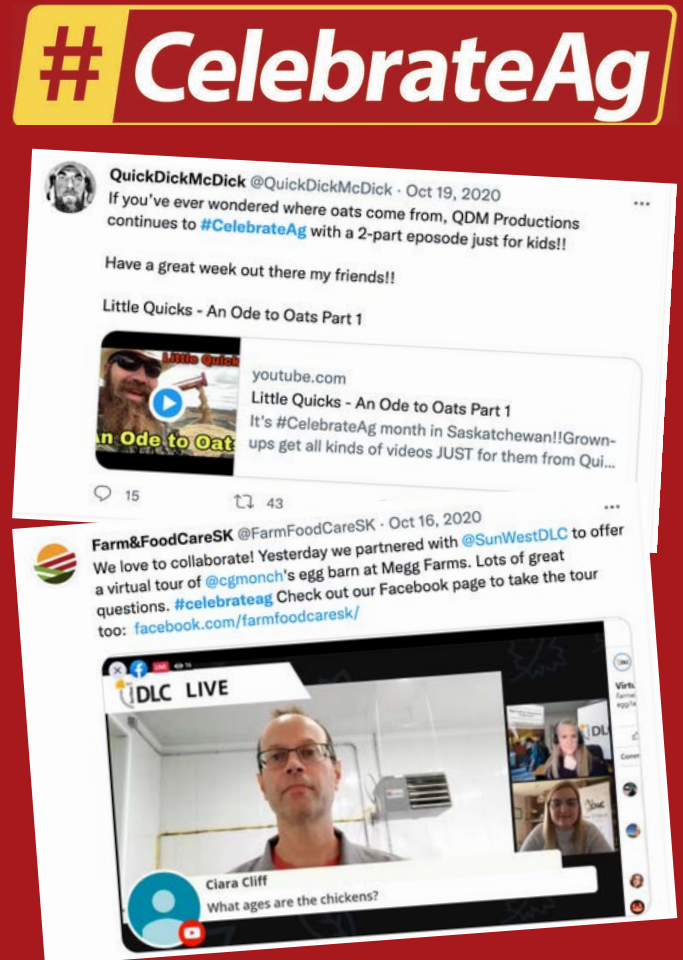 #CelebrateAg
QuickDickMcDick @QuickDickMcDick · Oct 19, 2020
If you've ever wondered where oats come from, QDM Productions
continues to #CelebrateAg with a 2-part eposode just for kids!!
Have a great week out there my friends!!
Little Quicks - An Ode to Oats Part 1
Little Quick
n Ode to Oat
youtube.com
Little Quicks - An Ode to Oats Part 1
It's #CelebrateAg month in Saskatchewan!!Grown-
ups get all kinds of videos JUST for them from Qui...
15
43
Farm&FoodCareSK @FarmFoodCareSK · Oct 16, 2020
We love to collaborate! Yesterday we partnered with @SunWestDLC to offer
a virtual tour of @cgmonch's egg barn at Megg Farms. Lots of great
questions. #celebrateag Check out our Facebook page to take the tour
too: facebook.com/farmfoodcaresk/
LIVE
DLC LIVE
Virtu
DL
Ciara Cliff
What ages are the chickens?